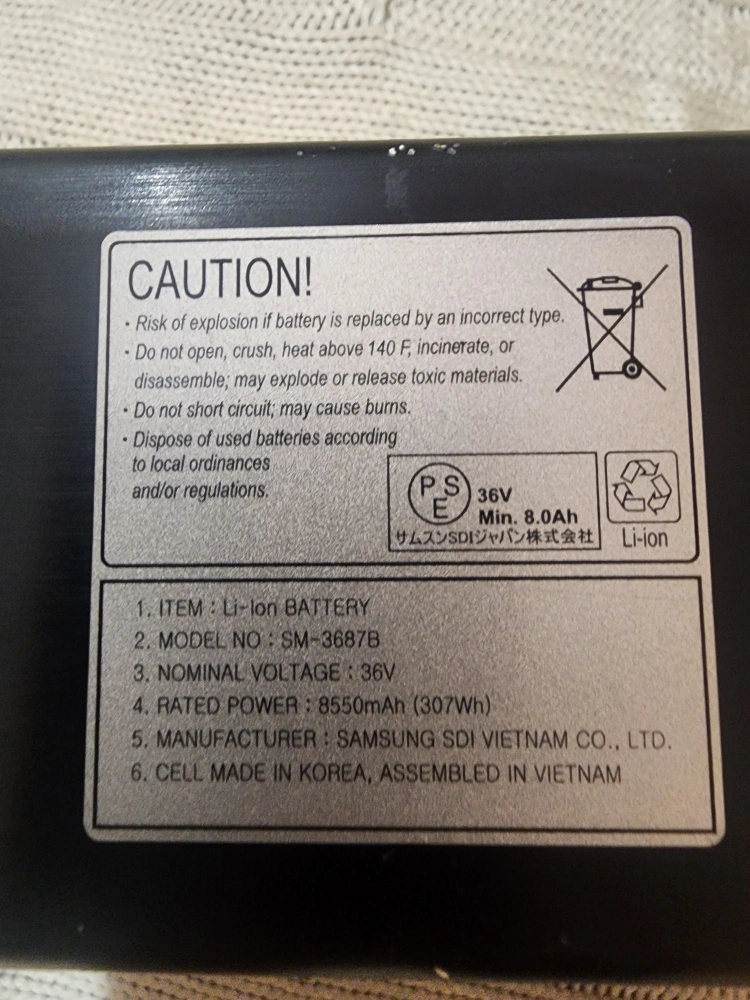 CAUTION!
· Risk of explosion if battery is replaced by an incorrect type.
· Do not open, crush, heat above 140 F, incinerate, or
disassemble; may explode or release toxic materials.
· Do not short circuit; may cause burns.
· Dispose of used batteries according
to local ordinances
and/or regulations.
PSE
36V
Min. 8.0Ah
サムスンSDIジャパン株式会社
Li-ion
1. ITEM : Li-Ion BATTERY
2. MODEL NO : SM-3687B
3. NOMINAL VOLTAGE : 36V
4. RATED POWER : 8550mAh (307Wh)
5. MANUFACTURER : SAMSUNG SDI VIETNAM CO., LTD.
6. CELL MADE IN KOREA, ASSEMBLED IN VIETNAM